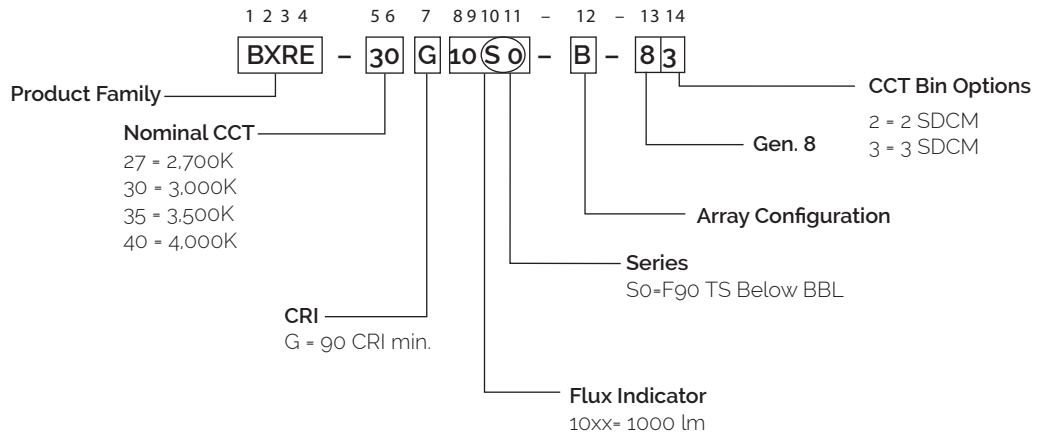 1 2 3 4 5 6 7 8 9 10 11 – 12 – 13 14
BXRE – 30 G 10 S 0 – B – 8 3
Product Family
CCT Bin Options
2 = 2 SDCM
3 = 3 SDCM
Nominal CCT
27 = 2,700K
30 = 3,000K
35 = 3,500K
40 = 4,000K
Gen. 8
Array Configuration
Series
S0=F90 TS Below BBL
CRI
G = 90 CRI min.
Flux Indicator
10xx= 1000 lm